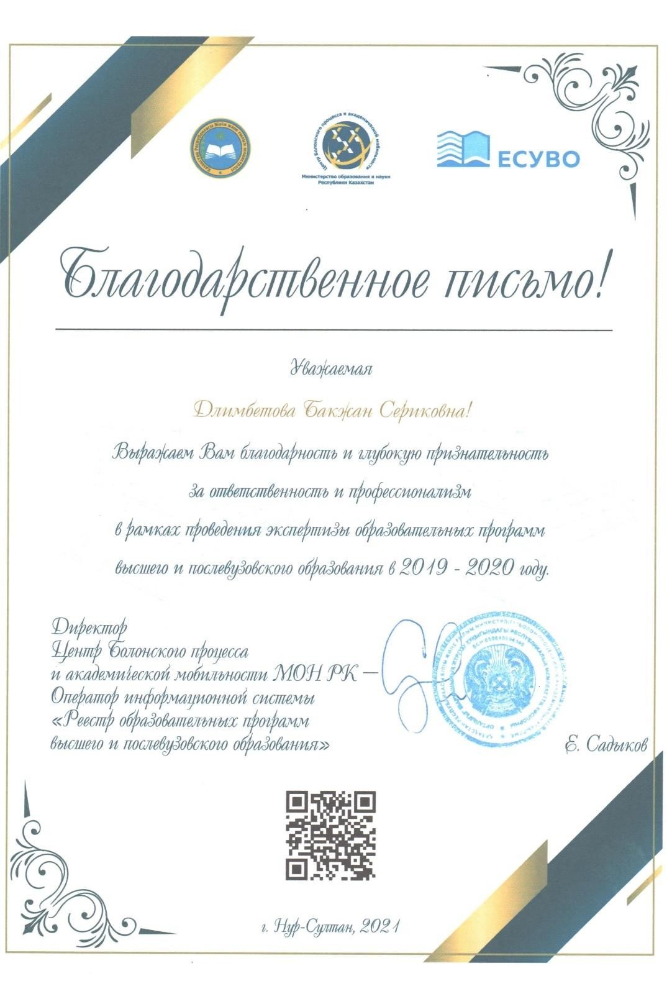 Қазақстан Республикасы Білім және ғылым министрлігі
Центр Болонского процесса и академической мобильности
Министерство образования и науки
Республики Казахстан
ЕСУВО
Благодарственное письмо!
Уважаемая
Длимбетова Бакжан Сериковна!
Выражаем Вам благодарность и глубокую признательность
за ответственность и профессионализм
в рамках проведения экспертизы образовательных программ
высшего и послевузовского образования в 2019 - 2020 году.
Директор
Центр Болонского процесса
и академической мобильности МОН РК —
Оператор информационной системы
«Реестр образовательных программ
высшего и послевузовского образования»
Е. Садыков
г. Нур-Султан, 2021